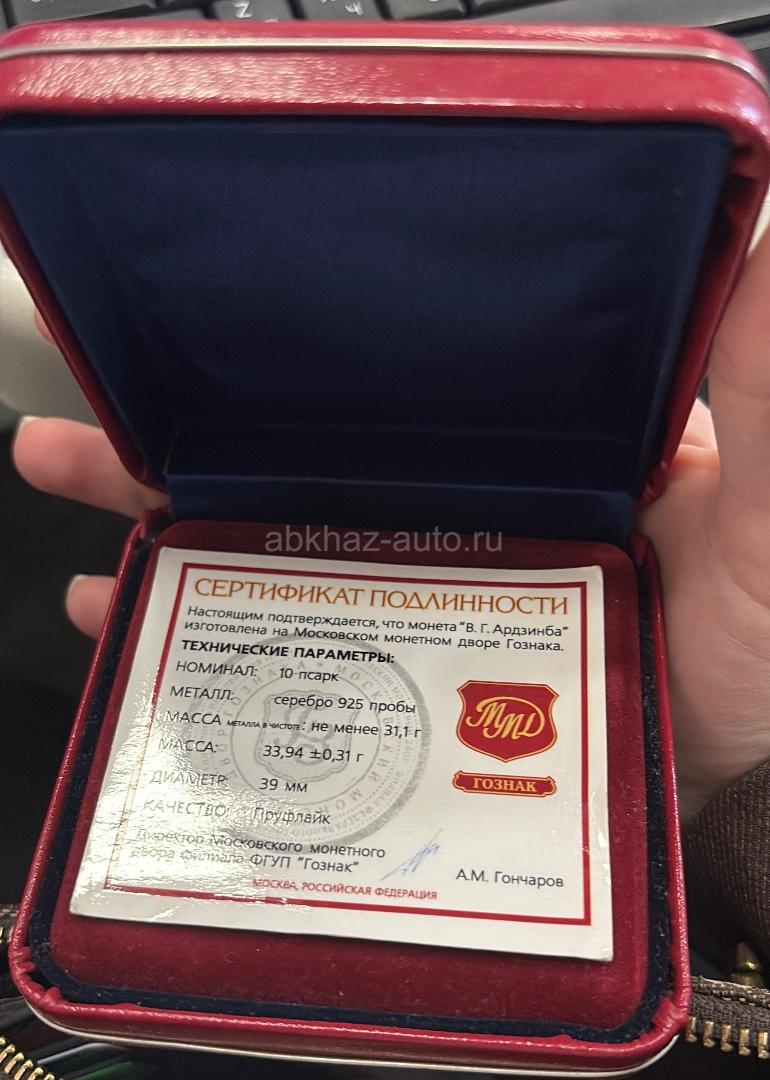 abkhaz-auto.ru
СЕРТИФИКАТ ПОДЛИННОСТИ
Настоящим подтверждается, что монета "В. Г. Ардзинба"
изготовлена на Московском монетном дворе Гознака.
ТЕХНИЧЕСКИЕ ПАРАМЕТРЫ:
НОМИНАЛ: 10 псарк
МЕТАЛЛ: серебро 925 пробы
МАССА МЕТАЛЛА В ЧИСТОТЕ: не менее 31,1 г
МАССА: 33,94 ±0,31 г
ДИАМЕТР: 39 мм
КАЧЕСТВО: Пруфлайк
ММД
ГОЗНАК
Директор Московского монетного
двора филиала ФГУП "Гознак"
А.М. Гончаров
МОСКВА, РОССИЙСКАЯ ФЕДЕРАЦИЯ